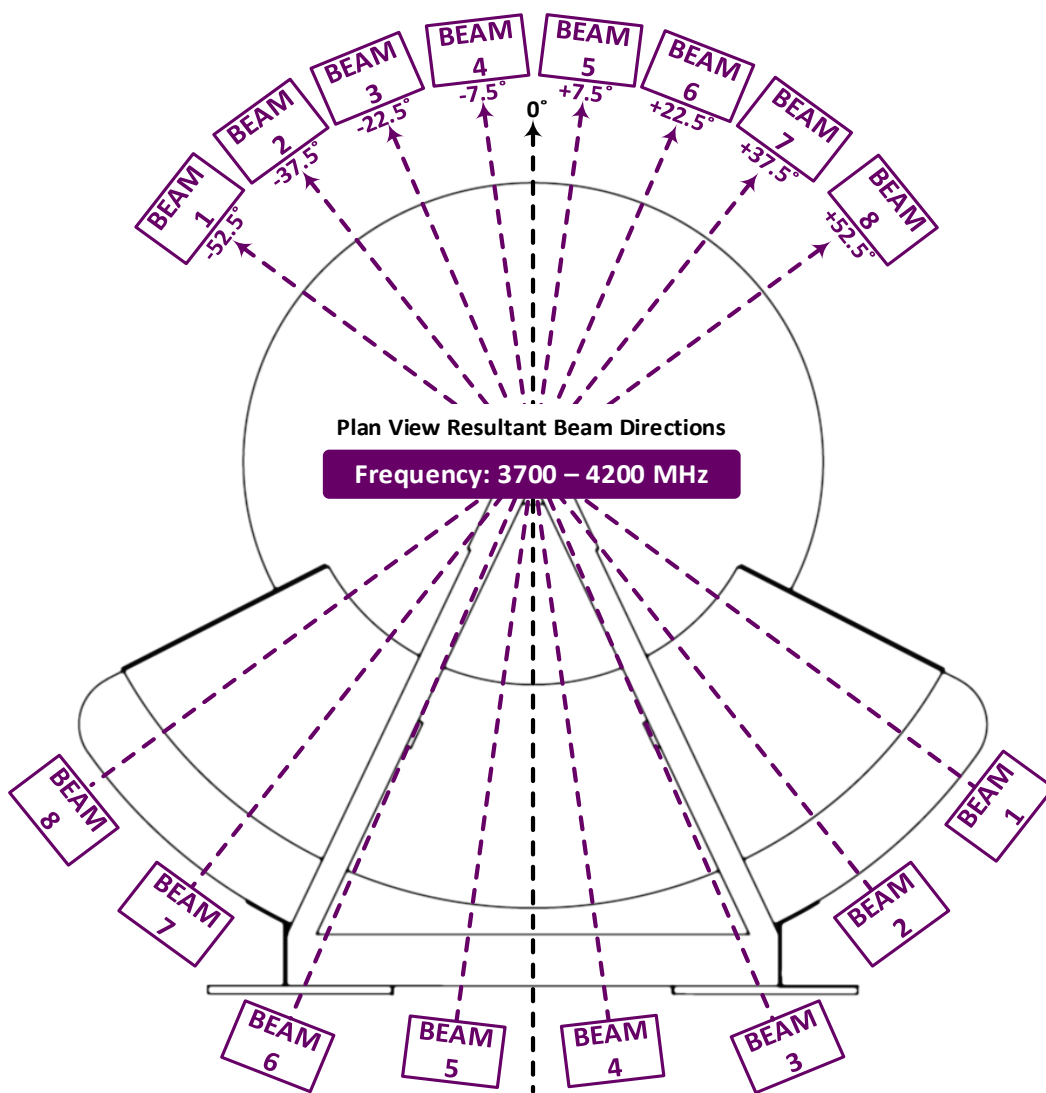 BEAM
1
-52.5°
BEAM
2
-37.5°
BEAM
3
-22.5°
BEAM
4
-7.5°
0°
BEAM
5
+7.5°
BEAM
6
+22.5°
BEAM
7
+37.5°
BEAM
8
+52.5°
Plan View Resultant Beam Directions
Frequency: 3700 – 4200 MHz
BEAM
8
BEAM
7
BEAM
6
BEAM
5
BEAM
4
BEAM
3
BEAM
2
BEAM
1